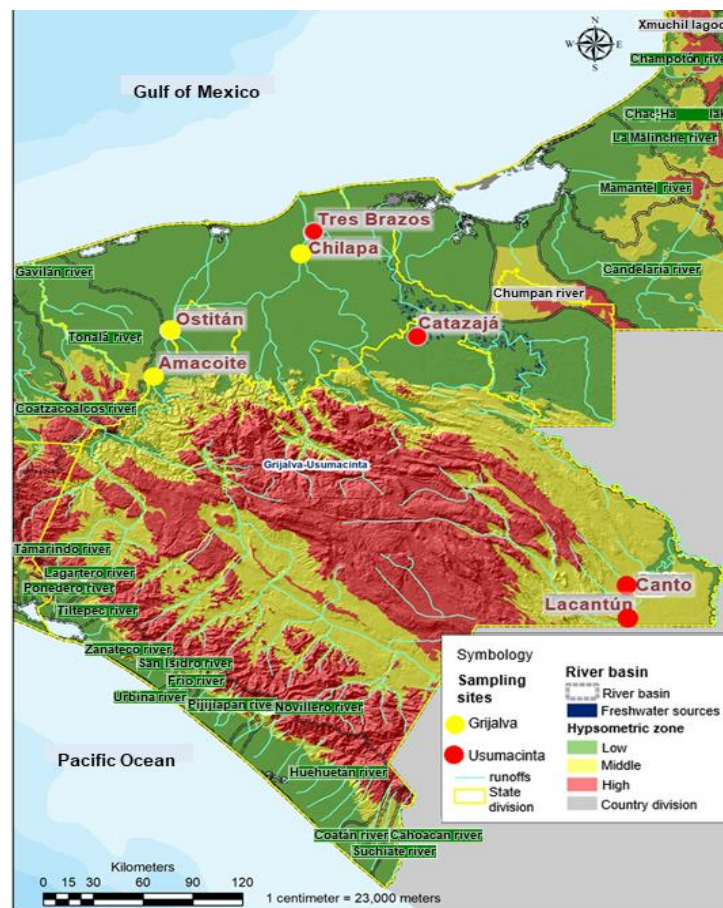 Xmuchil lagoo
Champotón river
Chac-Ha lak
La Malinche river
Mamantel river
Gulf of Mexico
N
W E
S
Tres Brazos
Chilapa
Gavilán river
Candelaria river
Chumpan river
Ostitán
Catazajá
Tonalá river
Amacoite
Coatzacoalcos river
Grijalva-Usumacinta
Tamarindo river
Lagartero river
Ponedero river
Tiltepec river
Canto
Lacantún
Zanateco river
San Isidro river
Frio river
Urbina river
Pijijiapan river
Novillero river
Huehuetan river
Coatán river
Cahoacan river
Suchiate river
Pacific Ocean
Symbology
Sampling
sites
Grijalva
Usumacinta
runoffs
State
division
River basin
River basin
Freshwater sources
Hypsometric zone
Low
Middle
High
Country division
Kilometers
0 15 30 60 90 120
1 centimeter = 23,000 meters